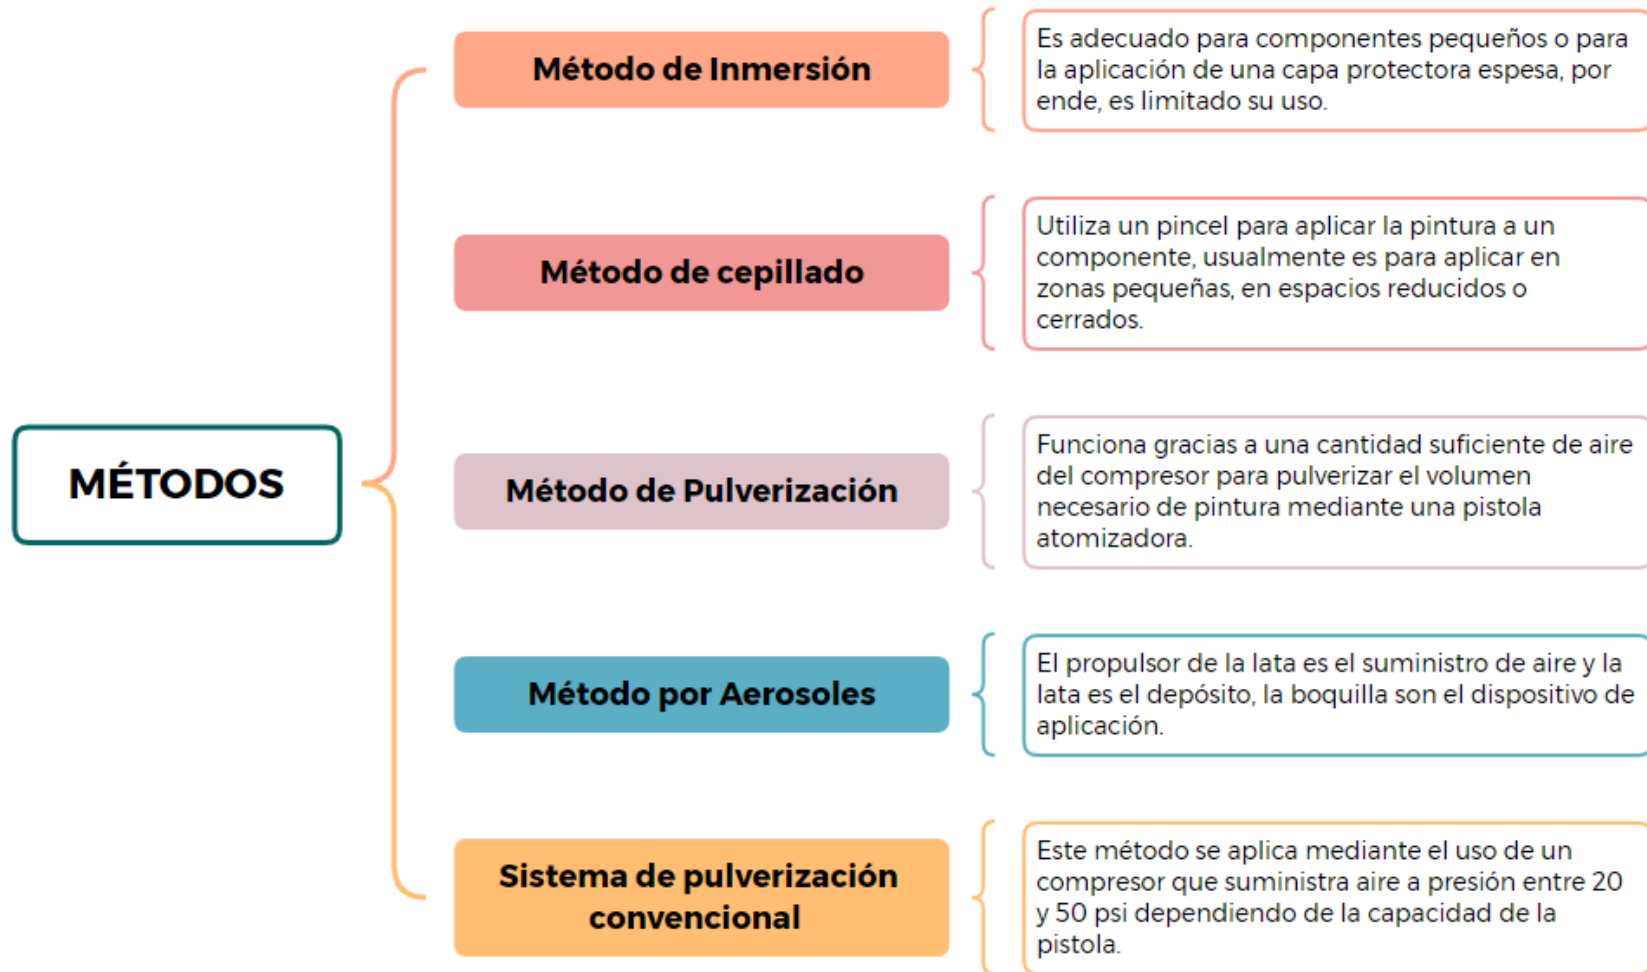 MÉTODOS
Método de Inmersión
Es adecuado para componentes pequeños o para
la aplicación de una capa protectora espesa, por
ende, es limitado su uso.
Método de cepillado
Utiliza un pincel para aplicar la pintura a un
componente, usualmente es para aplicar en
zonas pequeñas, en espacios reducidos o
cerrados.
Método de Pulverización
Funciona gracias a una cantidad suficiente de aire
del compresor para pulverizar el volumen
necesario de pintura mediante una pistola
atomizadora.
Método por Aerosoles
El propulsor de la lata es el suministro de aire y la
lata es el depósito, la boquilla son el dispositivo de
aplicación.
Sistema de pulverización
convencional
Este método se aplica mediante el uso de un
compresor que suministra aire a presión entre 20
y 50 psi dependiendo de la capacidad de la
pistola.